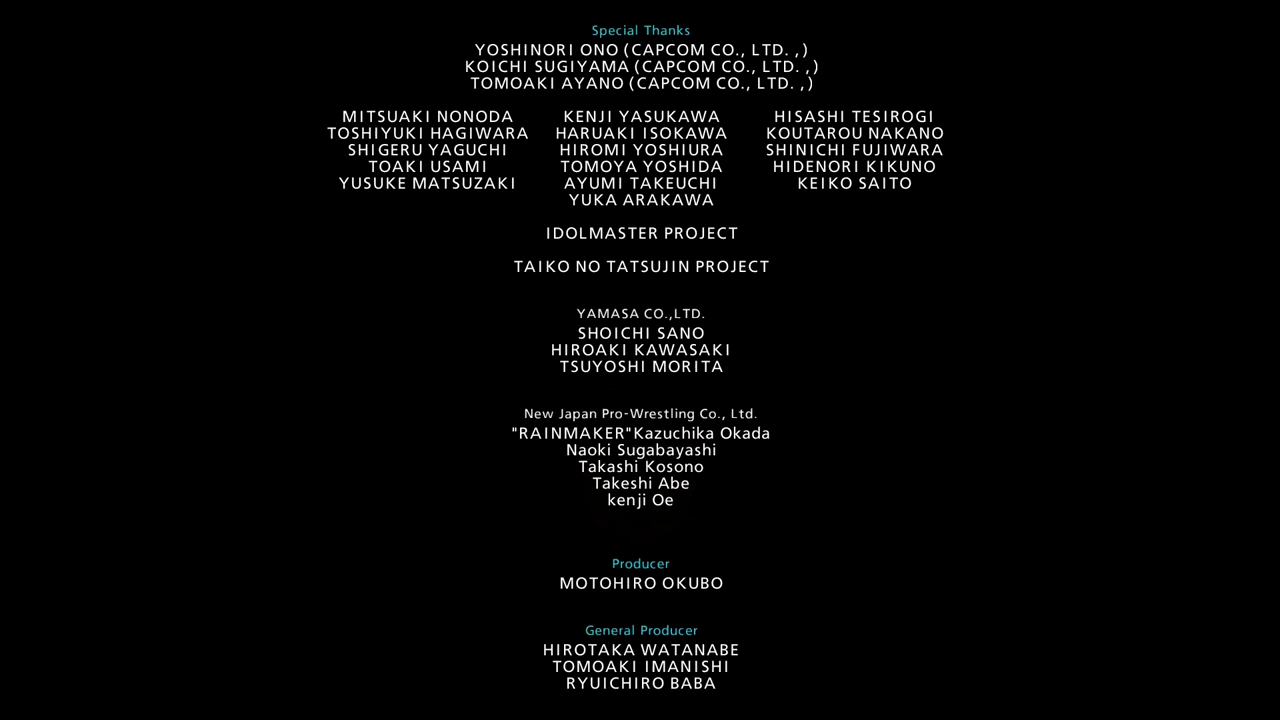 Special Thanks
YOSHINORI ONO (CAPCOM CO., LTD. ,)
KOICHI SUGIYAMA (CAPCOM CO., LTD. ,)
TOMOAKI AYANO (CAPCOM CO., LTD. ,)
MITSUAKI NONODA KENJI YASUKAWA HISASHI TESIROGI
TOSHIYUKI HAGIWARA HARUAKI ISOKAWA KOUTAROU NAKANO
SHIGERU YAGUCHI HIROMI YOSHIURA SHINICHI FUJIWARA
TOAKI USAMI TOMOYA YOSHIDA HIDENORI KIKUNO
YUSUKE MATSUZAKI AYUMI TAKEUCHI KEIKO SAITO
YUKA ARAKAWA
IDOLMASTER PROJECT
TAIKO NO TATSUJIN PROJECT
YAMASA CO.,LTD.
SHOICHI SANO
HIROAKI KAWASAKI
TSUYOSHI MORITA
New Japan Pro-Wrestling Co., Ltd.
"RAINMAKER"Kazuchika Okada
Naoki Sugabayashi
Takashi Kosono
Takeshi Abe
kenji Oe
Producer
MOTOHIRO OKUBO
General Producer
HIROTAKA WATANABE
TOMOAKI IMANISHI
RYUICHIRO BABA